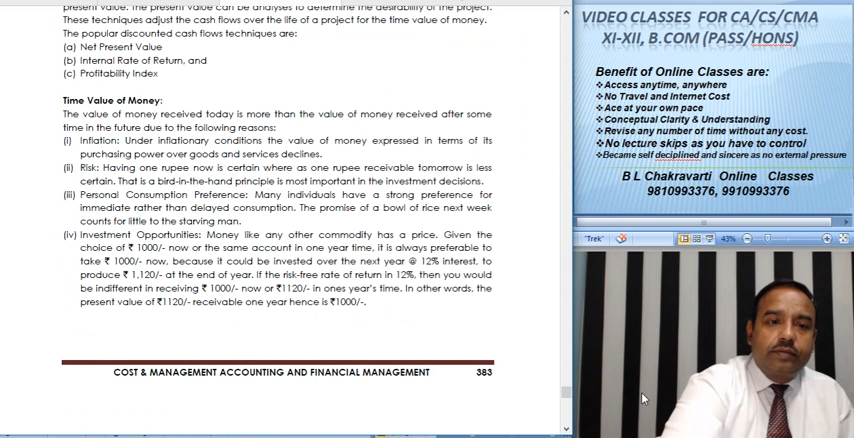 present value. The present value can be analyses to determine the desirability of the project.
These techniques adjust the cash flows over the life of a project for the time value of money.
The popular discounted cash flows techniques are:
(a) Net Present Value
(b) Internal Rate of Return, and
(c) Profitability Index
Time Value of Money:
The value of money received today is more than the value of money received after some
time in the future due to the following reasons:
(i) Inflation: Under inflationary conditions the value of money expressed in terms of its
purchasing power over goods and services declines.
(ii) Risk: Having one rupee now is certain where as one rupee receivable tomorrow is less
certain. That is a bird-in-the-hand principle is most important in the investment decisions.
(iii) Personal Consumption Preference: Many individuals have a strong preference for
immediate rather than delayed consumption. The promise of a bowl of rice next week
counts for little to the starving man.
(iv) Investment Opportunities: Money like any other commodity has a price. Given the
choice of ₹ 1000/- now or the same account in one year time, it is always preferable to
take ₹ 1000/- now, because it could be invested over the next year @ 12% interest, to
produce ₹ 1,120/- at the end of year. If the risk-free rate of return in 12%, then you would
be indifferent in receiving ₹ 1000/- now or ₹1120/- in ones year's time. In other words, the
present value of ₹1120/- receivable one year hence is ₹1000/-.
COST & MANAGEMENT ACCOUNTING AND FINANCIAL MANAGEMENT 383
VIDEO CLASSES FOR CA/CS/CMA
XI-XII, B.COM (PASS/HONS)
Benefit of Online Classes are:
❖Access anytime, anywhere
❖No Travel and Internet Cost
❖Ace at your own pace
❖Conceptual Clarity & Understanding
❖Revise any number of time without any cost.
❖No lecture skips as you have to control
❖Became self deciplined and sincere as no external pressure
B L Chakravarti Online Classes
9810993376, 9910993376
"Trek" 43%